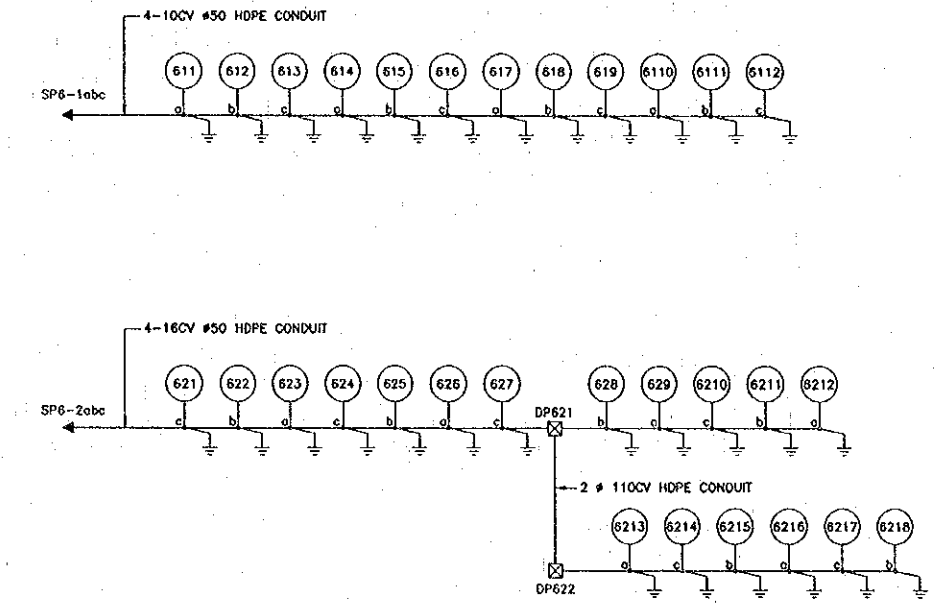 4-10CV ø50 HDPE CONDUIT
611 612 613 614 615 616 617 618 619 6110 6111 6112
SP6-1abc
a b c a b c a b c a b c
4-16CV ø50 HDPE CONDUIT
621 622 623 624 625 626 627 628 629 6210 6211 6212
SP6-2abc
c b a c b a c DP621 b a c b a
2 ø 110CV HDPE CONDUIT
6213 6214 6215 6216 6217 6218
a c b a c b
DP622